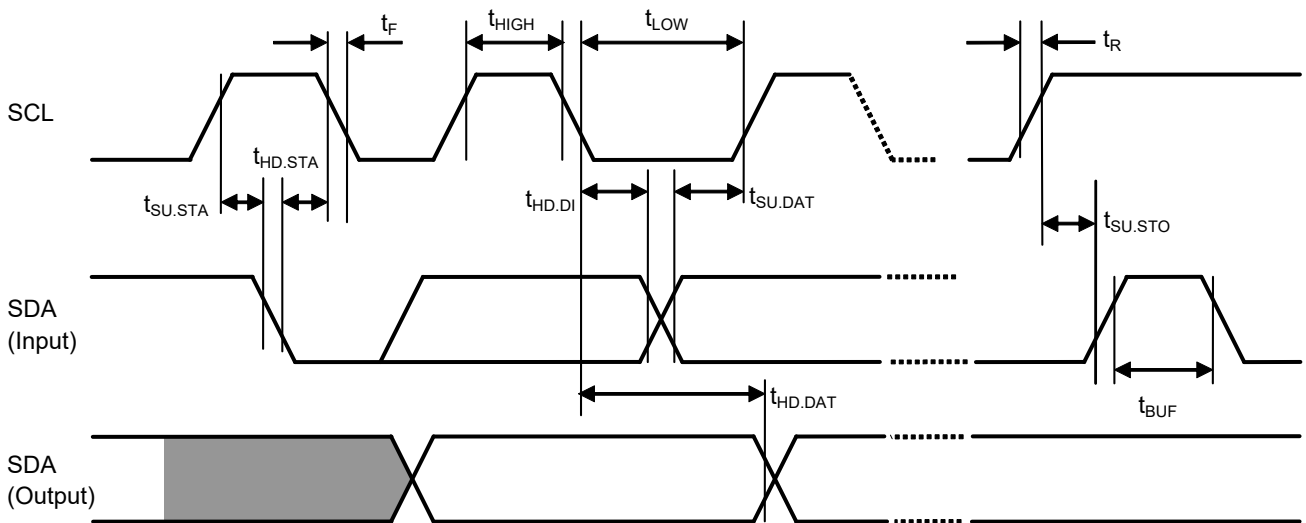 tF
tHIGH
tLOW
tR
SCL
tHD.STA
tSU.STA
tHD.DI
tSU.DAT
tSU.STO
SDA
(Input)
tHD.DAT
tBUF
SDA
(Output)